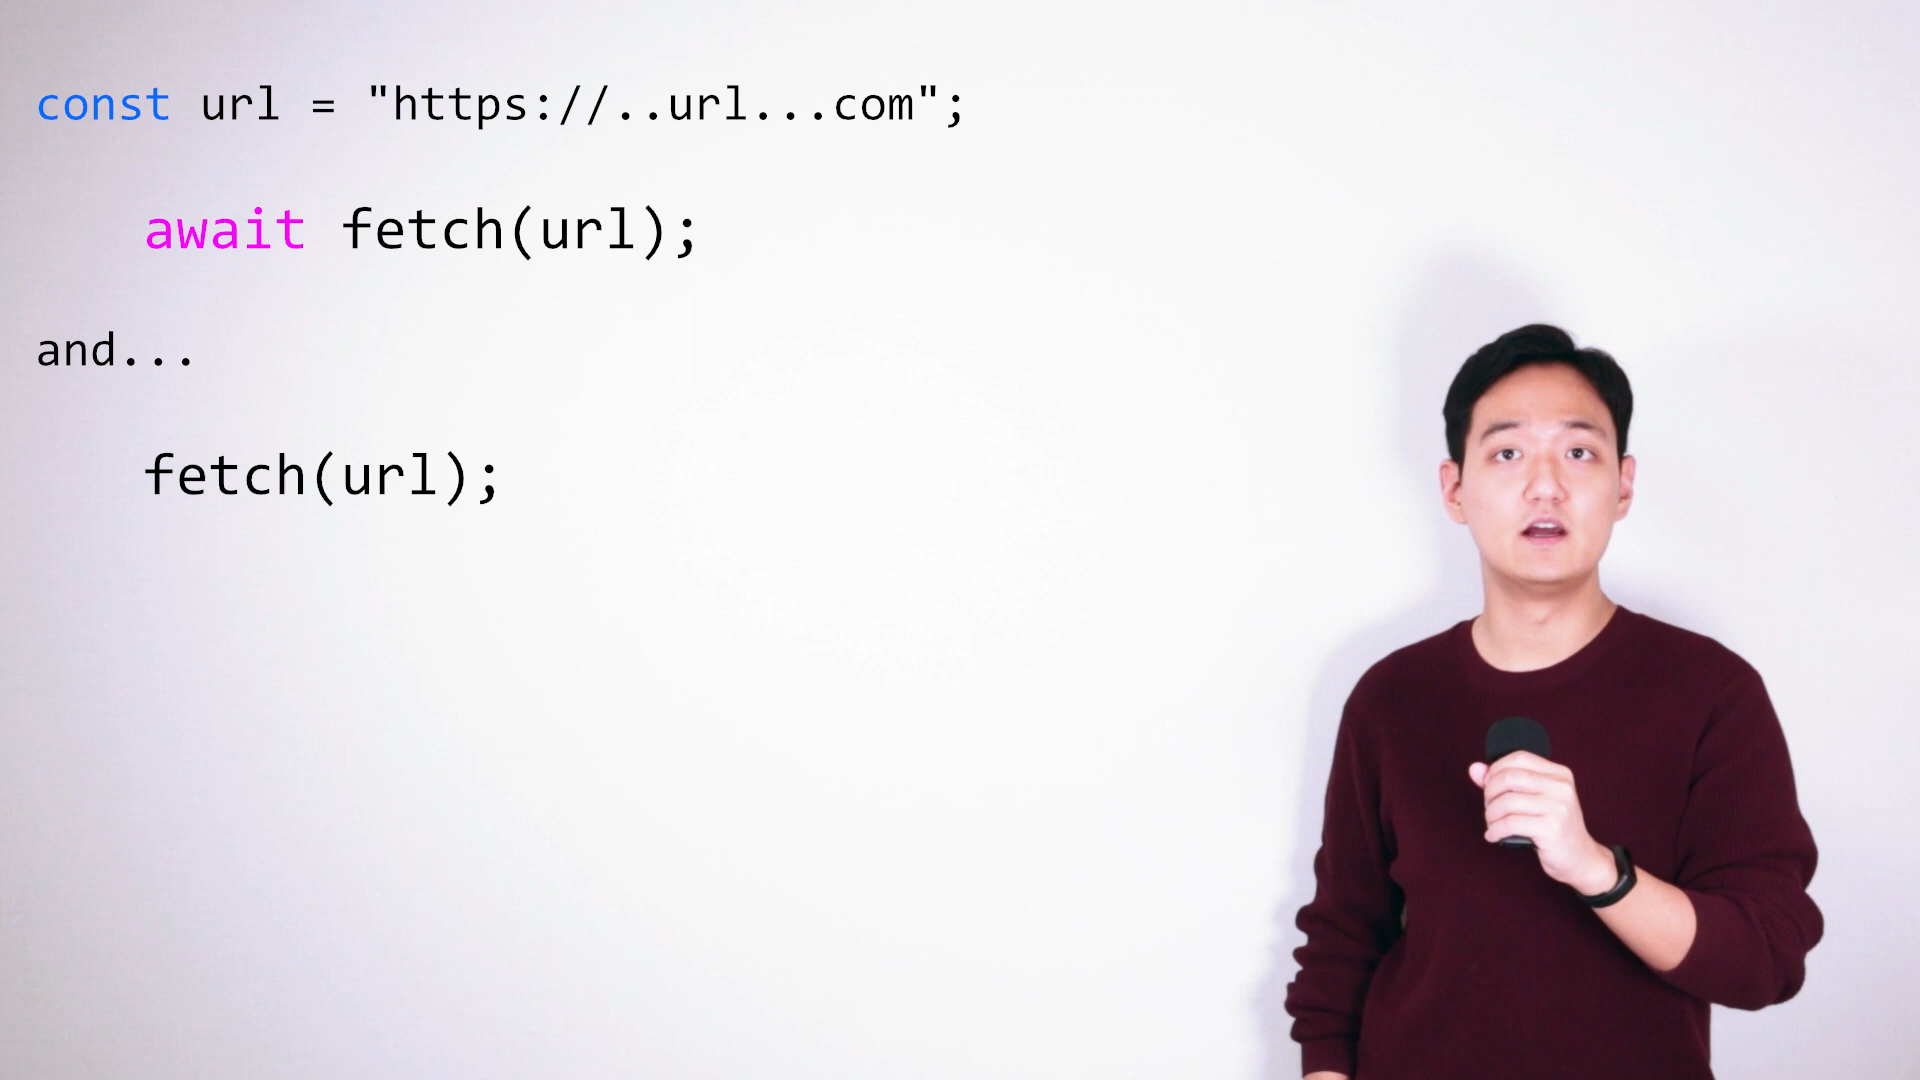 const url = "https://..url...com";
await fetch(url);
and...
fetch(url);